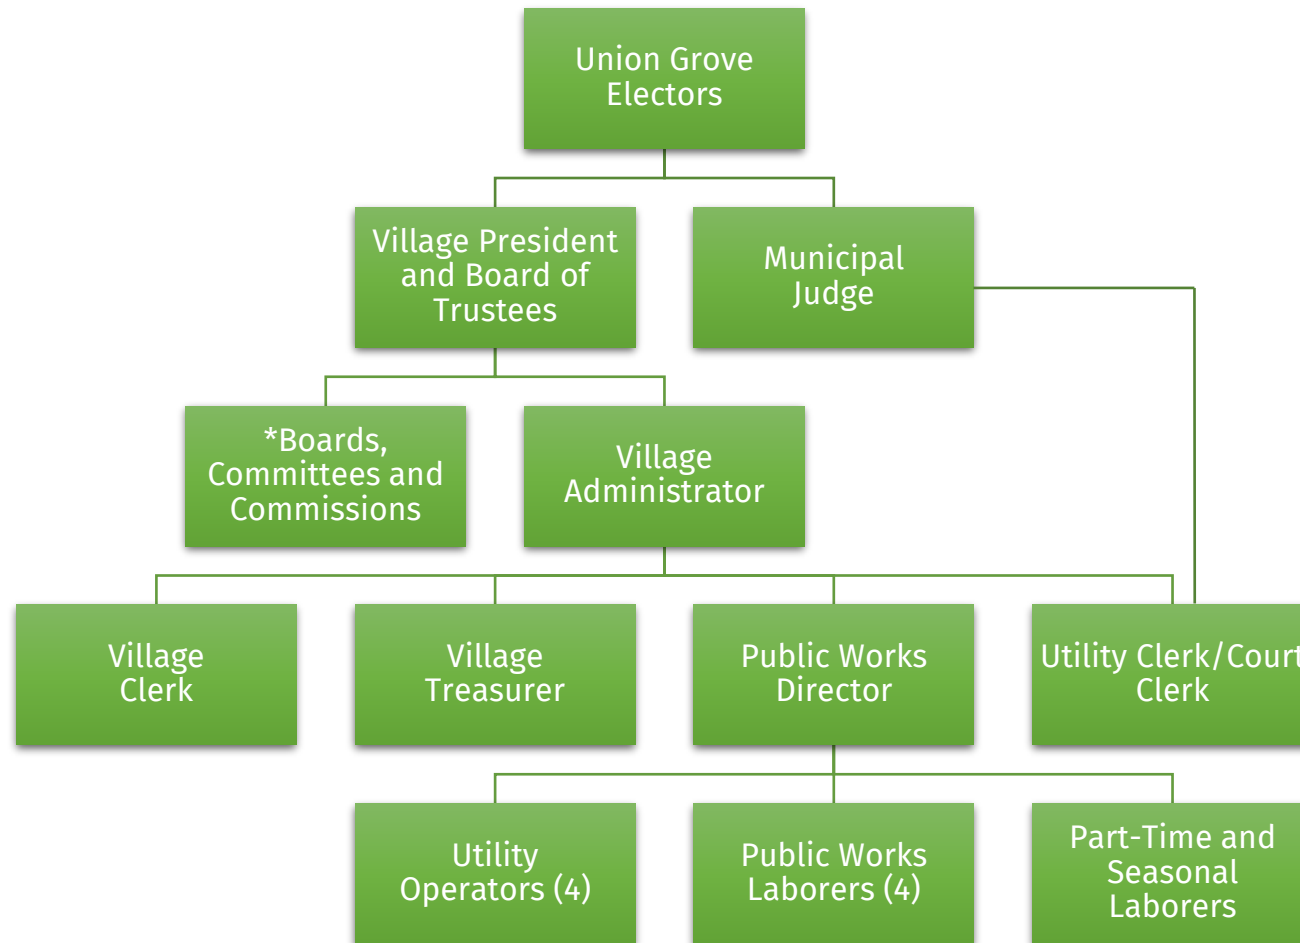 Union Grove
Electors
Village President
and Board of
Trustees
Municipal
Judge
*Boards,
Committees and
Commissions
Village
Administrator
Village
Clerk
Village
Treasurer
Public Works
Director
Utility Clerk/Court
Clerk
Utility
Operators (4)
Public Works
Laborers (4)
Part-Time and
Seasonal
Laborers